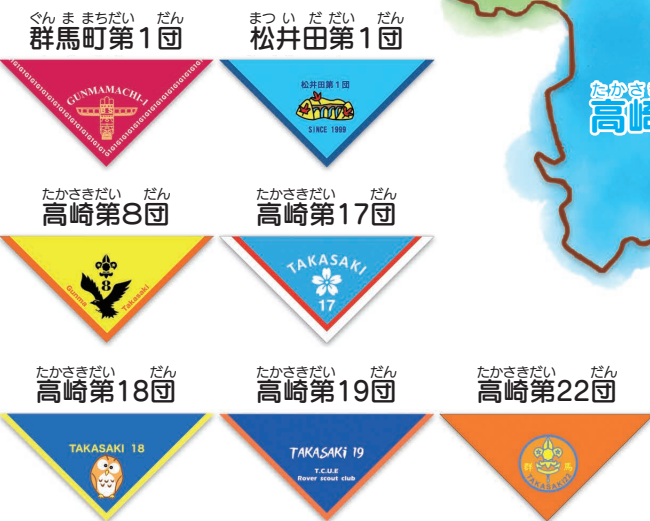 ぐんままちだい だん
群馬町第1団
まついだだい だん
松井田第1団
GUNMAMACHI-1
松井田第1団
SINCE 1999
たかさき
高崎
たかさきだい だん
高崎第8団
たかさきだい だん
高崎第17団
8
Gunma Takasaki
TAKASAKI
17
たかさきだい だん
高崎第18団
たかさきだい だん
高崎第19団
たかさきだい だん
高崎第22団
TAKASAKI 18
TAKASAKi 19
T.C.U.E
Rover scout club
群 馬
TAKASAKI22